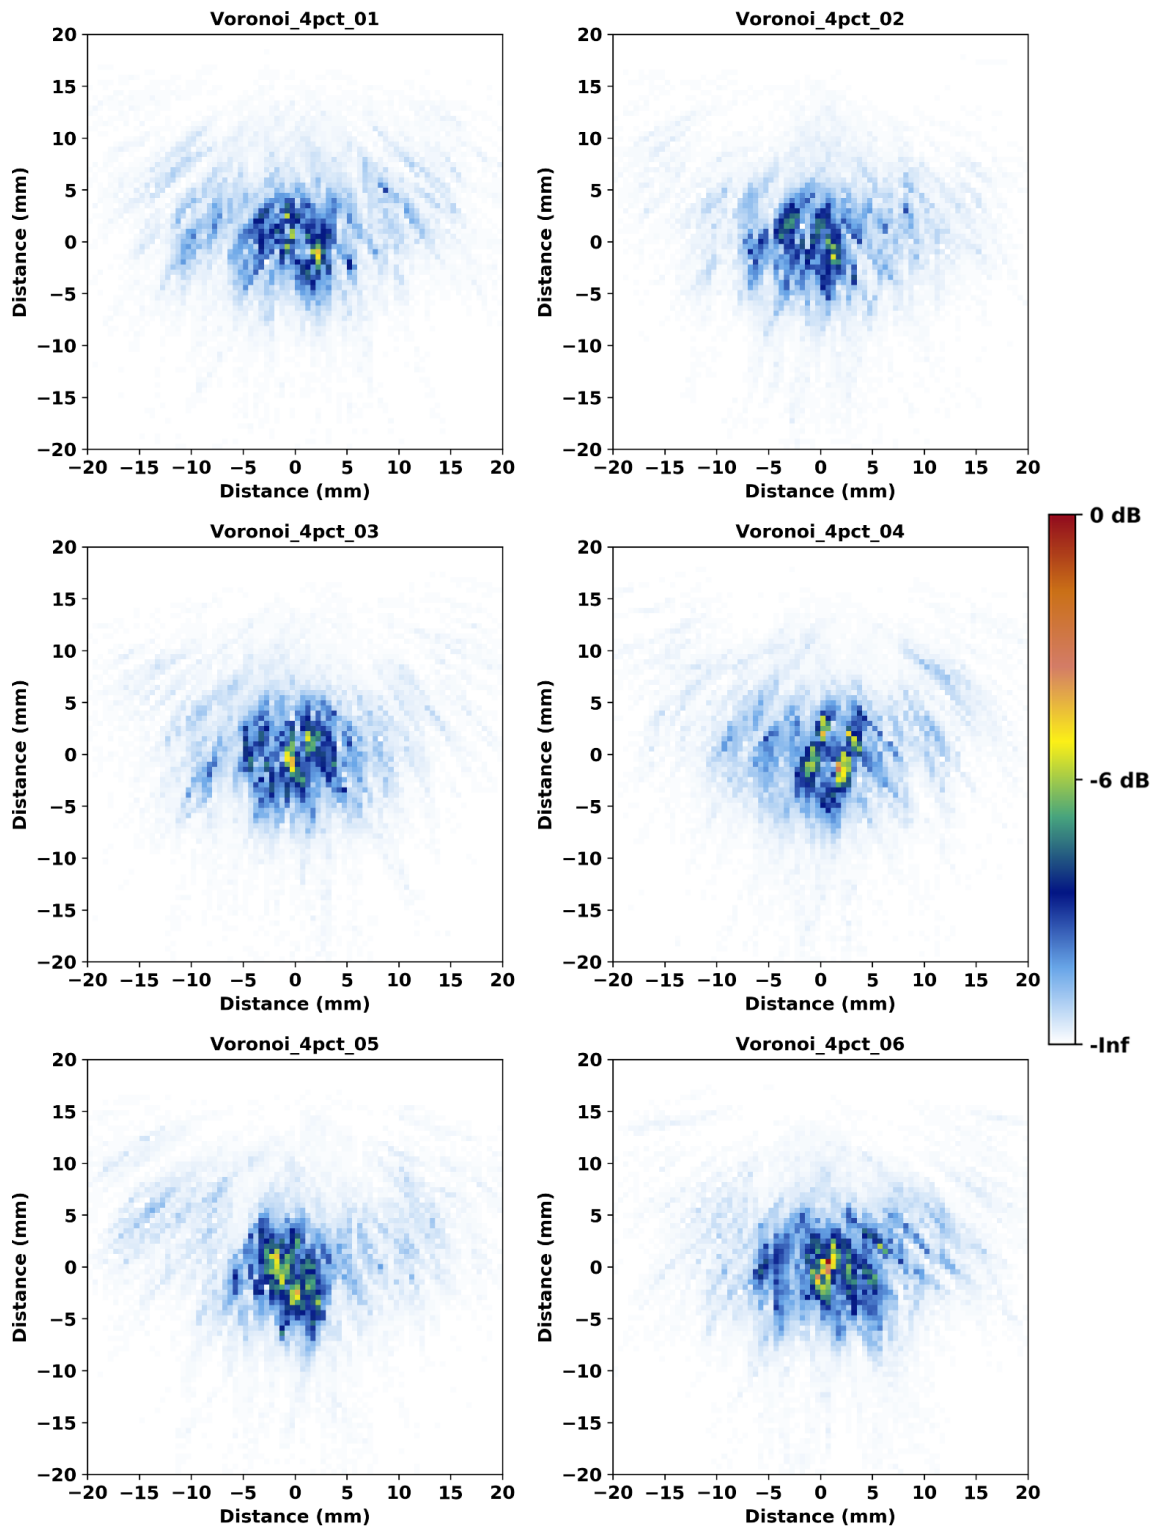 Voronoi_4pct_01
Voronoi_4pct_02
20
15
10
5
0
−5
−10
−15
−20
Distance (mm)
−20 −15 −10 −5 0 5 10 15 20
Distance (mm)
20
15
10
5
0
−5
−10
−15
−20
Distance (mm)
−20 −15 −10 −5 0 5 10 15 20
Distance (mm)
Voronoi_4pct_03
Voronoi_4pct_04
20
15
10
5
0
−5
−10
−15
−20
Distance (mm)
−20 −15 −10 −5 0 5 10 15 20
Distance (mm)
20
15
10
5
0
−5
−10
−15
−20
Distance (mm)
−20 −15 −10 −5 0 5 10 15 20
Distance (mm)
0 dB
-6 dB
-Inf
Voronoi_4pct_05
Voronoi_4pct_06
20
15
10
5
0
−5
−10
−15
−20
Distance (mm)
−20 −15 −10 −5 0 5 10 15 20
Distance (mm)
20
15
10
5
0
−5
−10
−15
−20
Distance (mm)
−20 −15 −10 −5 0 5 10 15 20
Distance (mm)